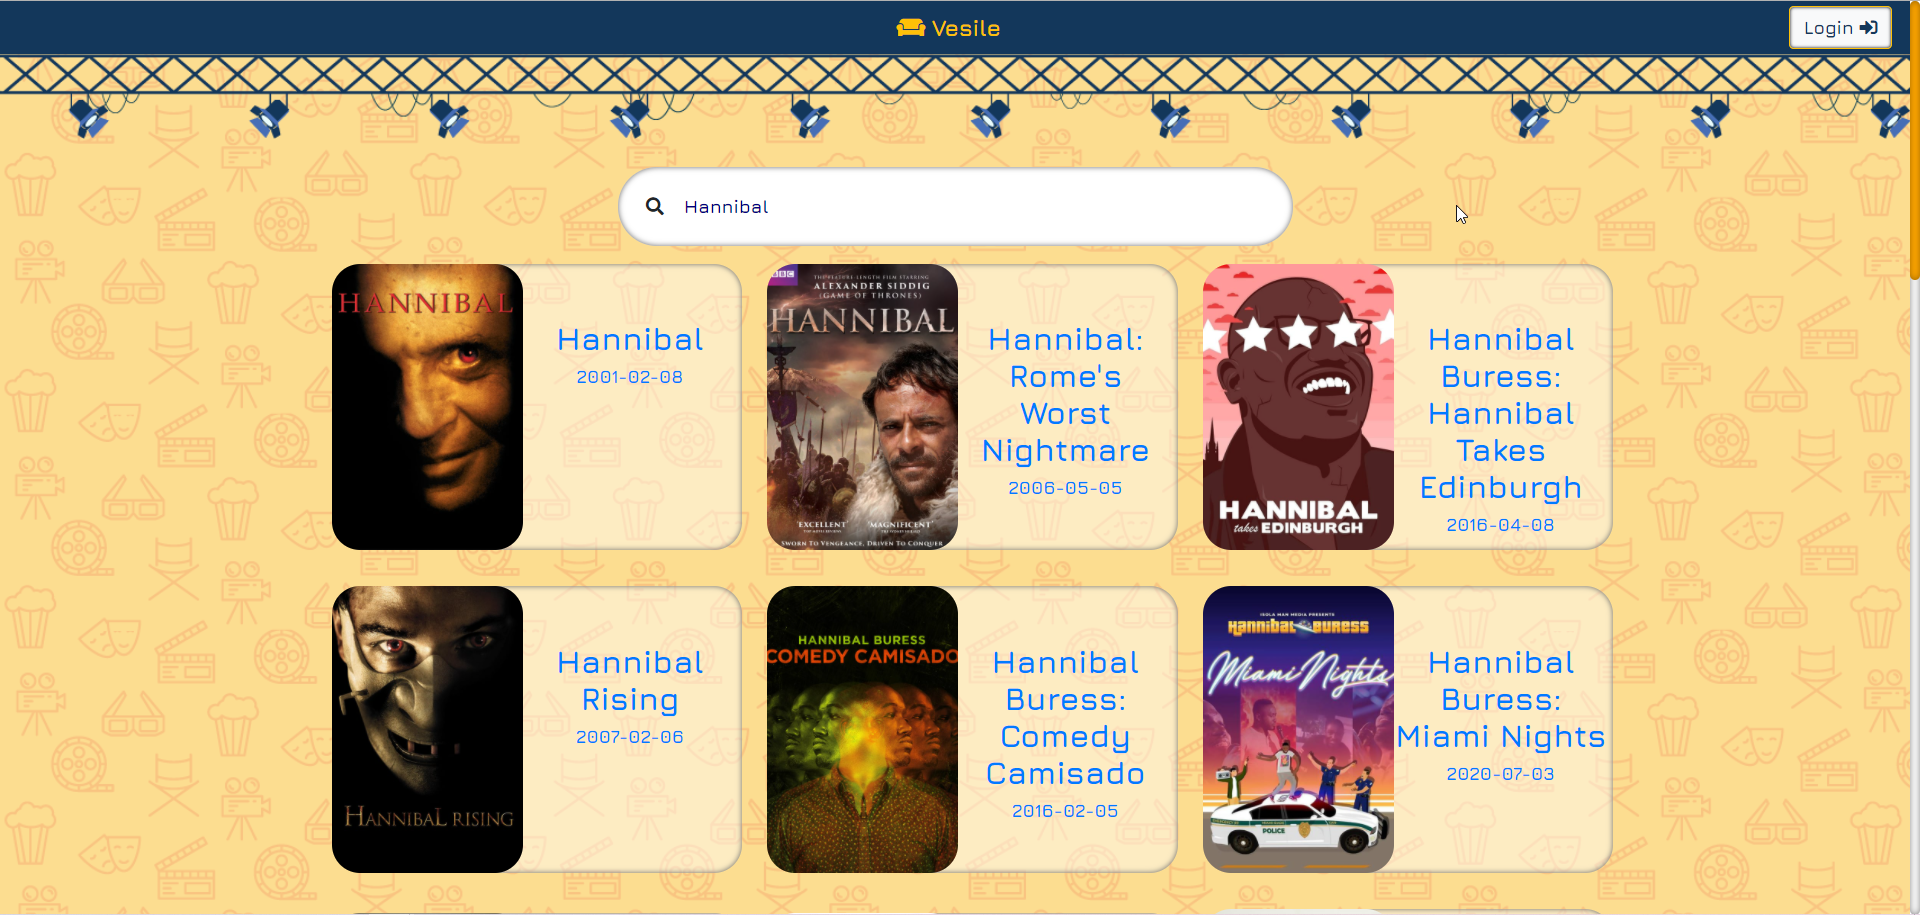 Vesile
Login
Hannibal
HANNIBAL
Hannibal
2001-02-08
BBC
THE FEATURE-LENGTH FILM STARRING
ALEXANDER SIDDIG
(GAME OF THRONES)
HANNIBAL
'EXCELLENT'
'MAGNIFICENT'
SWORN TO VENGEANCE, DRIVEN TO CONQUER
Hannibal:
Rome's
Worst
Nightmare
2006-05-05
HANNIBAL
takes EDINBURGH
Hannibal
Buress:
Hannibal
Takes
Edinburgh
2016-04-08
HANNIBAL RISING
Hannibal
Rising
2007-02-06
HANNIBAL BURESS
COMEDY CAMISADO
Hannibal
Buress:
Comedy
Camisado
2016-02-05
ISOLA MAN MEDIA PRESENTS
Hannibal BURESS
Miami Nights
POLICE
Hannibal
Buress:
Miami Nights
2020-07-03